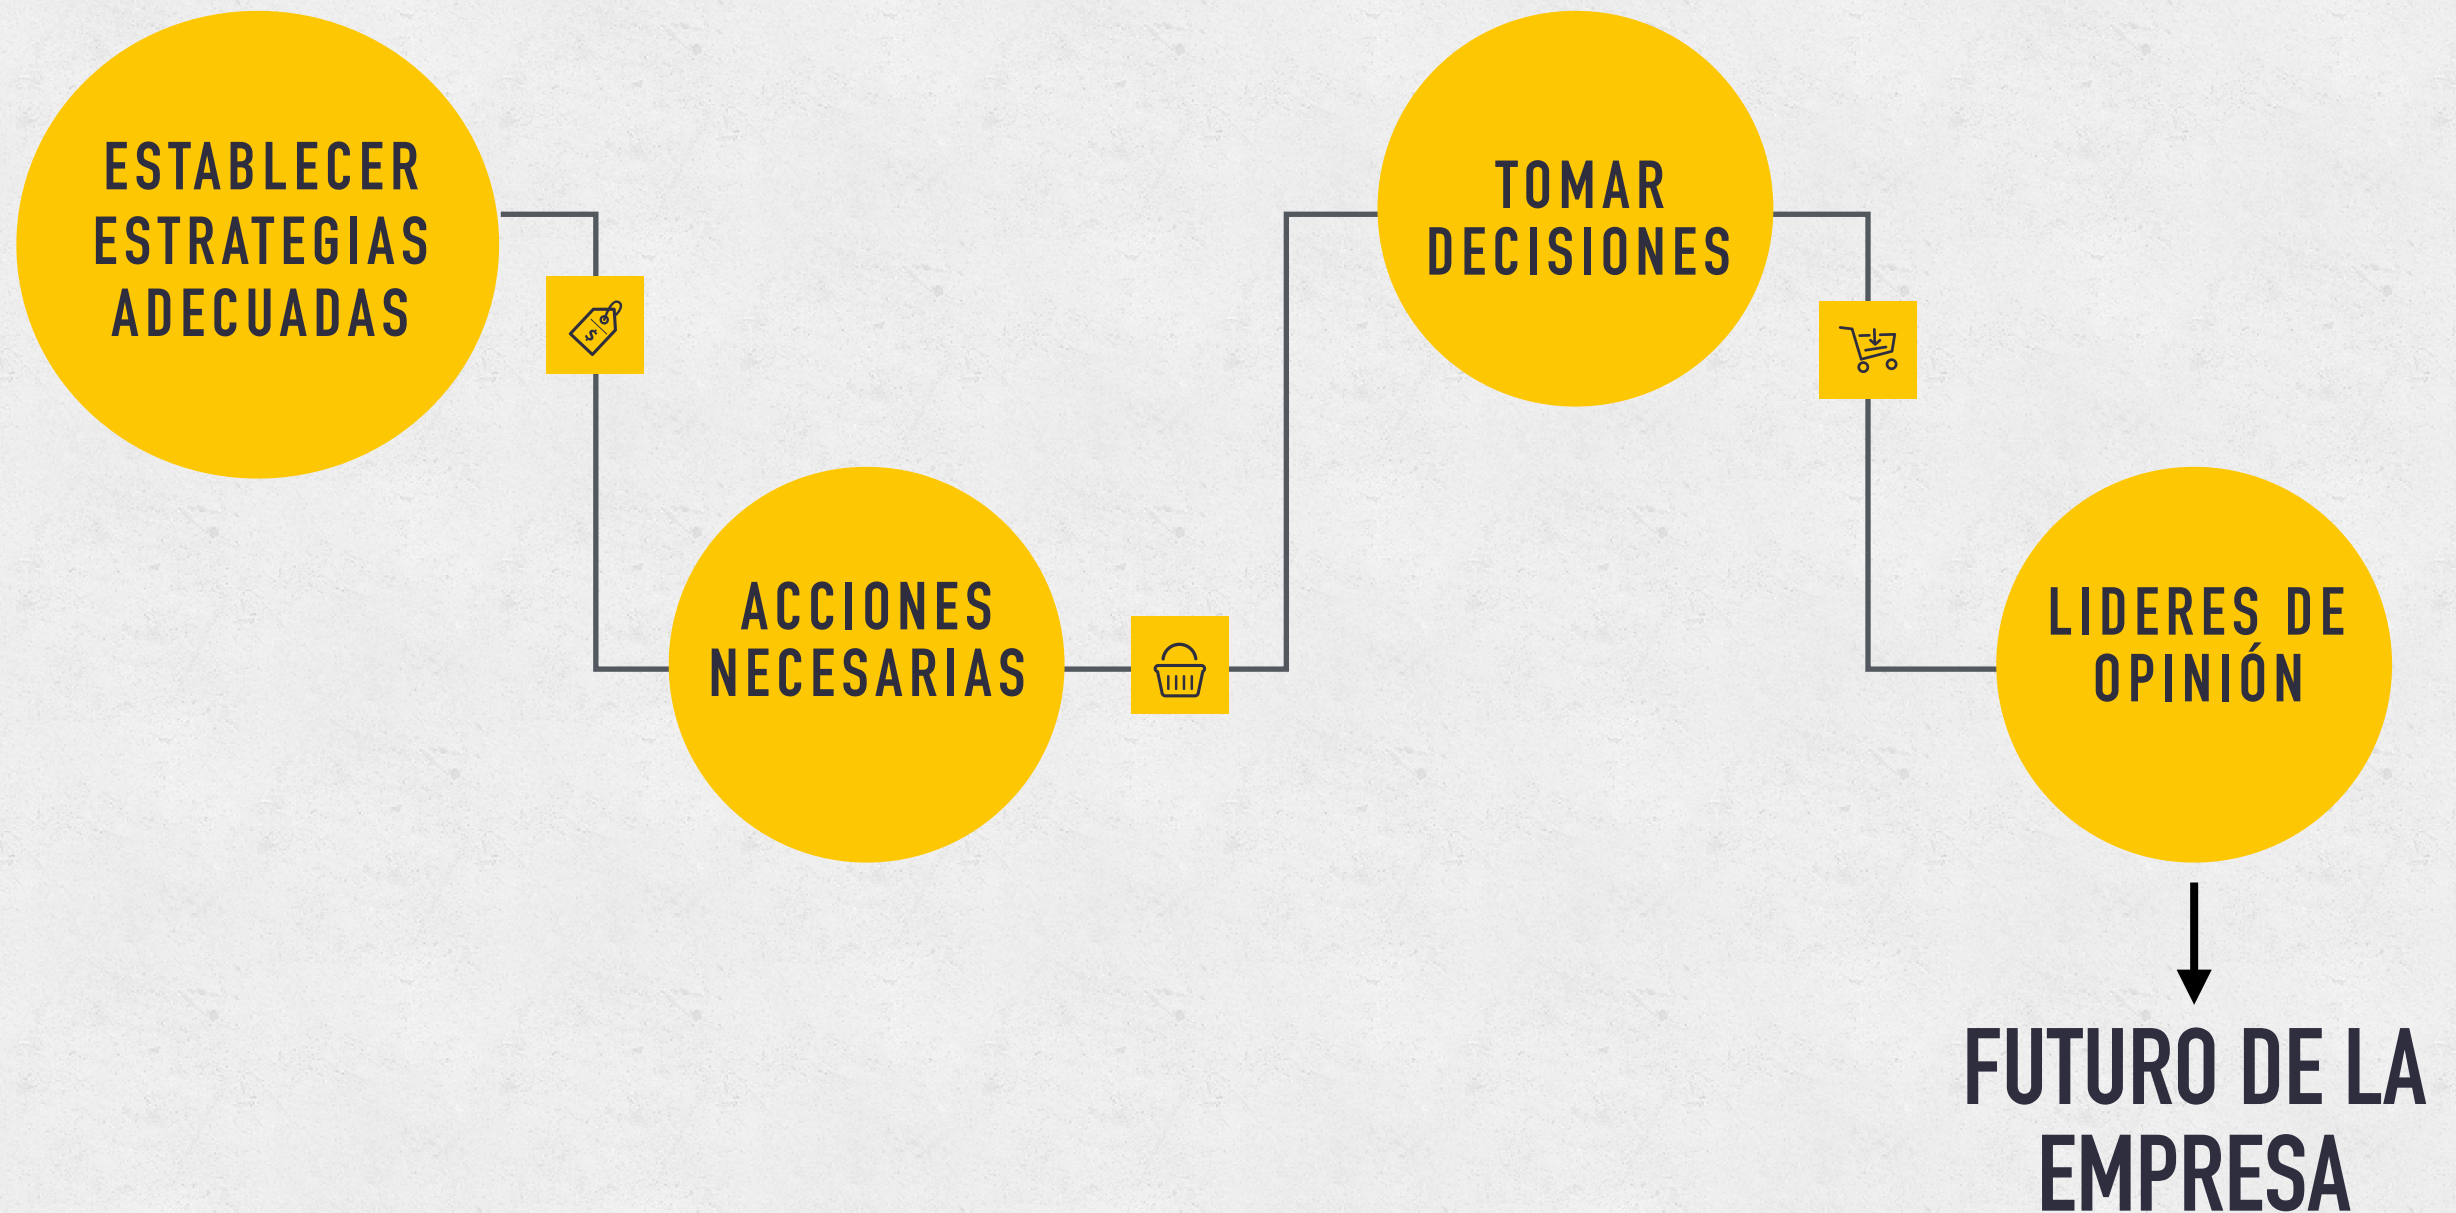 ESTABLECER
ESTRATEGIAS
ADECUADAS
$
ACCIONES
NECESARIAS
TOMAR
DECISIONES
LIDERES DE
OPINIÓN
FUTURO DE LA
EMPRESA